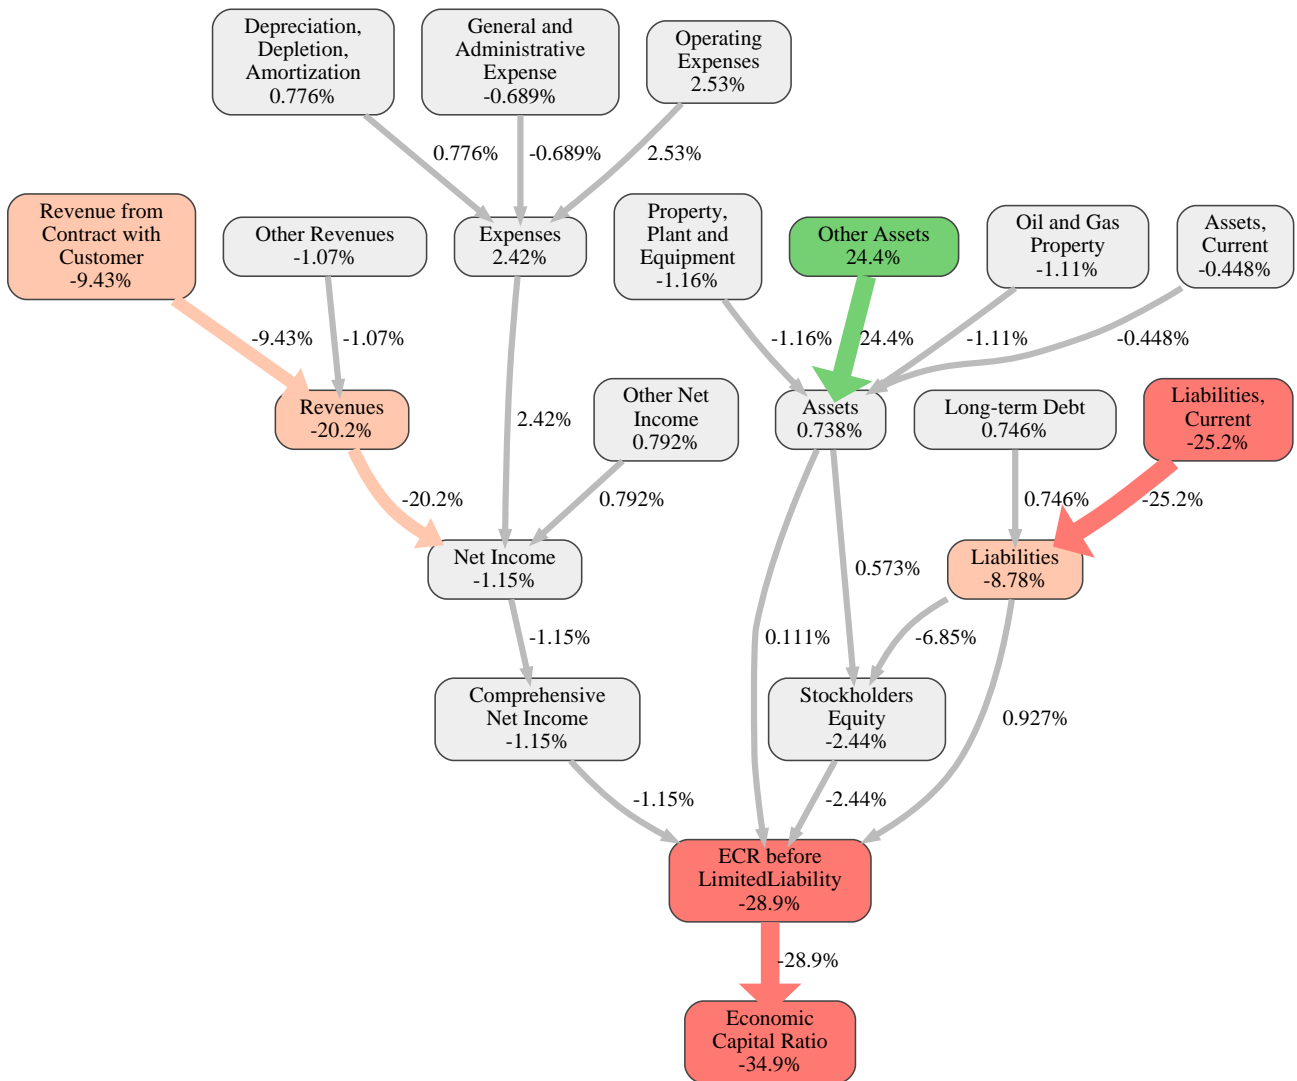 Depreciation,
Depletion,
Amortization
0.776%
General and
Administrative
Expense
-0.689%
Operating
Expenses
2.53%
0.776%
-0.689%
2.53%
Revenue from
Contract with
Customer
-9.43%
Other Revenues
-1.07%
Expenses
2.42%
Property,
Plant and
Equipment
-1.16%
Other Assets
24.4%
Oil and Gas
Property
-1.11%
Assets,
Current
-0.448%
-9.43%
-1.07%
-1.16%
24.4%
-1.11%
-0.448%
Revenues
-20.2%
2.42%
Other Net
Income
0.792%
Assets
0.738%
Long-term Debt
0.746%
Liabilities,
Current
-25.2%
-20.2%
0.792%
0.746%
-25.2%
Net Income
-1.15%
0.573%
Liabilities
-8.78%
-1.15%
0.111%
-6.85%
Comprehensive
Net Income
-1.15%
Stockholders
Equity
-2.44%
0.927%
-1.15%
-2.44%
ECR before
LimitedLiability
-28.9%
-28.9%
Economic
Capital Ratio
-34.9%